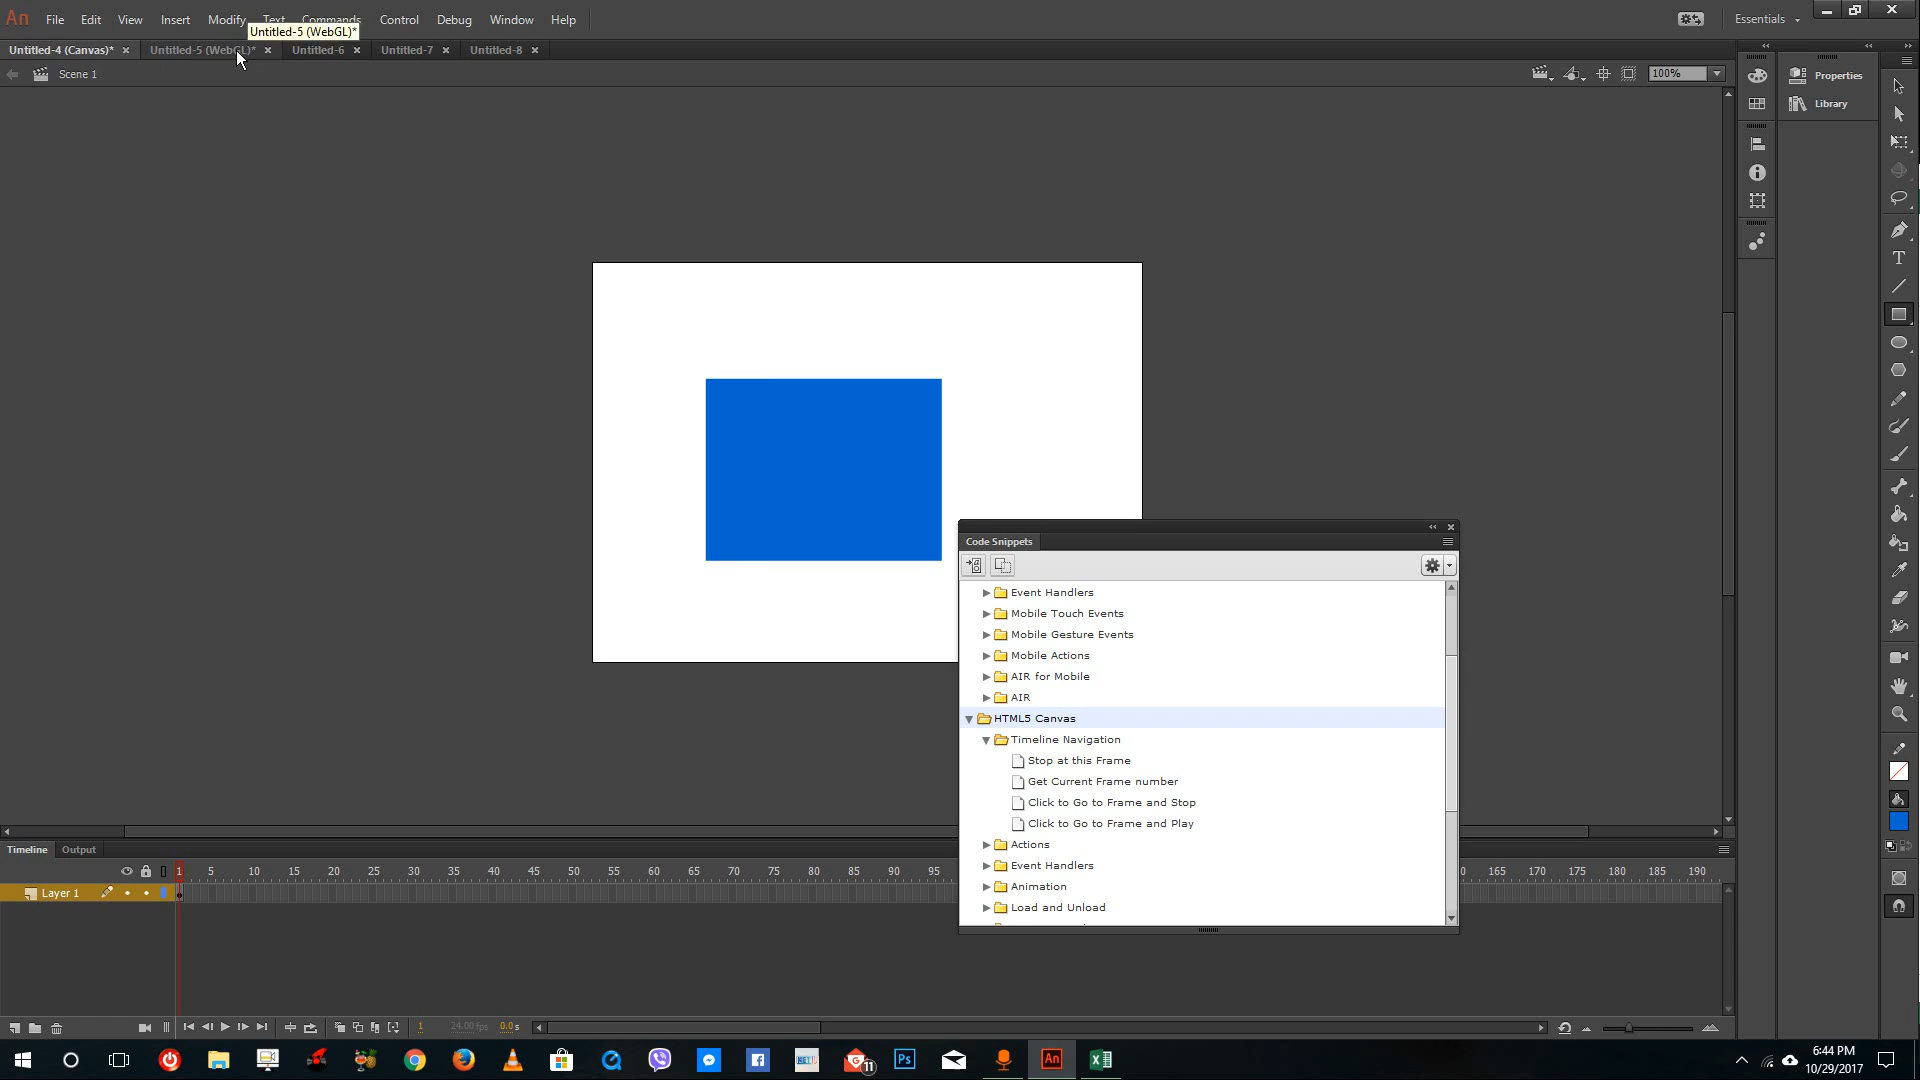 An File Edit View Insert Modify Text Commands Control Debug Window Help Essentials
Untitled-5 (WebGL)*
Untitled-4 (Canvas)* Untitled-5 (WebGL)* Untitled-6 Untitled-7 Untitled-8
Scene 1 100%
Properties
Library
Code Snippets
Event Handlers
Mobile Touch Events
Mobile Gesture Events
Mobile Actions
AIR for Mobile
AIR
HTML5 Canvas
Timeline Navigation
Stop at this Frame
Get Current Frame number
Click to Go to Frame and Stop
Click to Go to Frame and Play
Actions
Event Handlers
Animation
Load and Unload
Timeline Output
1 5 10 15 20 25 30 35 40 45 50 55 60 65 70 75 80 85 90 95 165 170 175 180 185 190
Layer 1
1 24.00 fps 0.0 s
11 Ps An
6:44 PM
10/29/2017